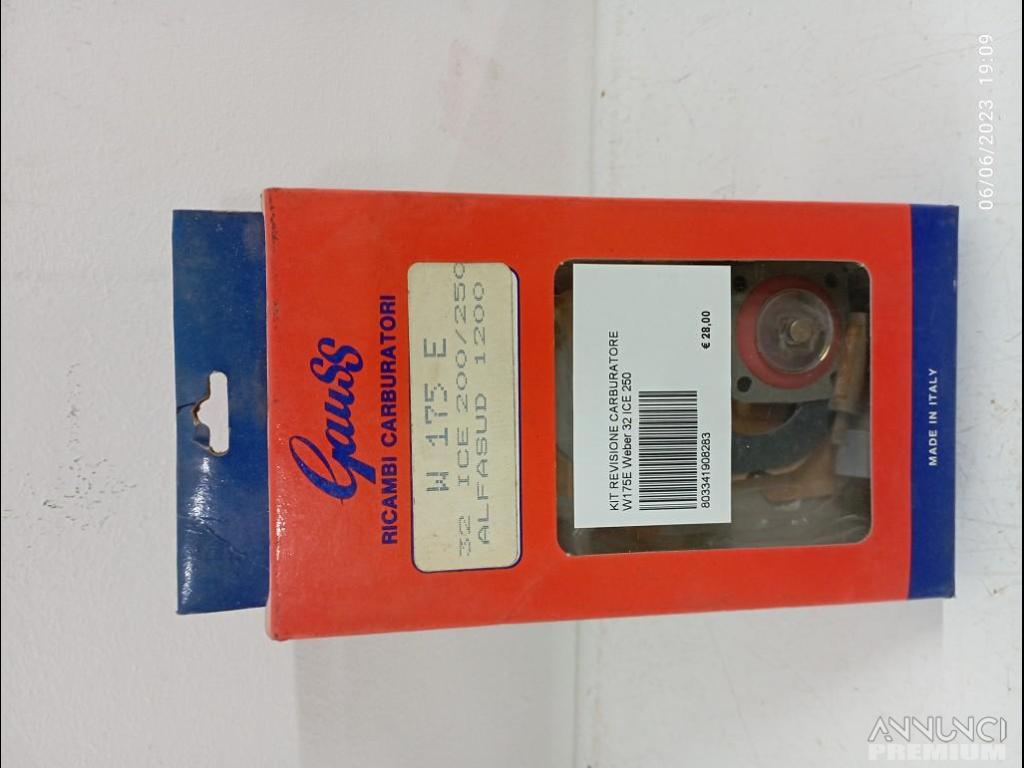 Gauss
RICAMBI CARBURATORI
W 175 E
32 ICE 200/250
ALFASUD 1200
KIT REVISIONE CARBURATORE
W175E Weber 32 ICE 250
803341908283
€ 28,00
MADE IN ITALY
06/06/2023 19:09
ANNUNCI
PREMIUM